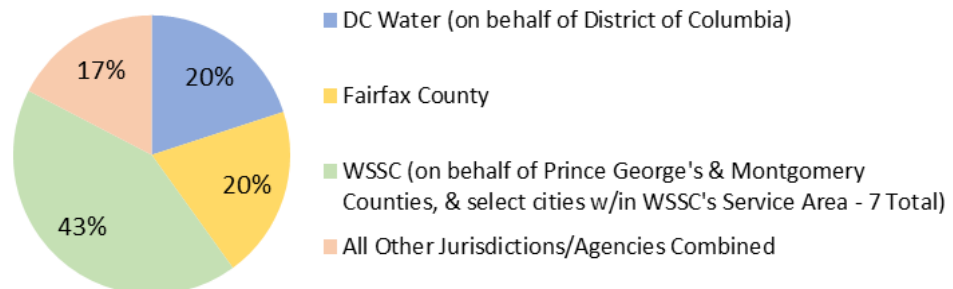 DC Water (on behalf of District of Columbia)
17%
20%
Fairfax County
20%
WSSC (on behalf of Prince George's & Montgomery
Counties, & select cities w/in WSSC's Service Area - 7 Total)
43%
All Other Jurisdictions/Agencies Combined